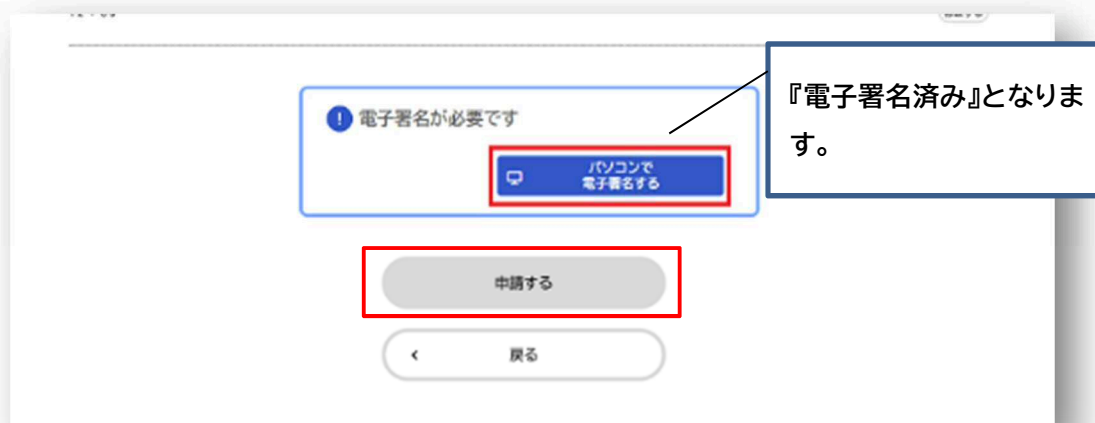 電子署名が必要です
パソコンで
電子署名する
『電子署名済み』となりま
す。
申請する
戻る